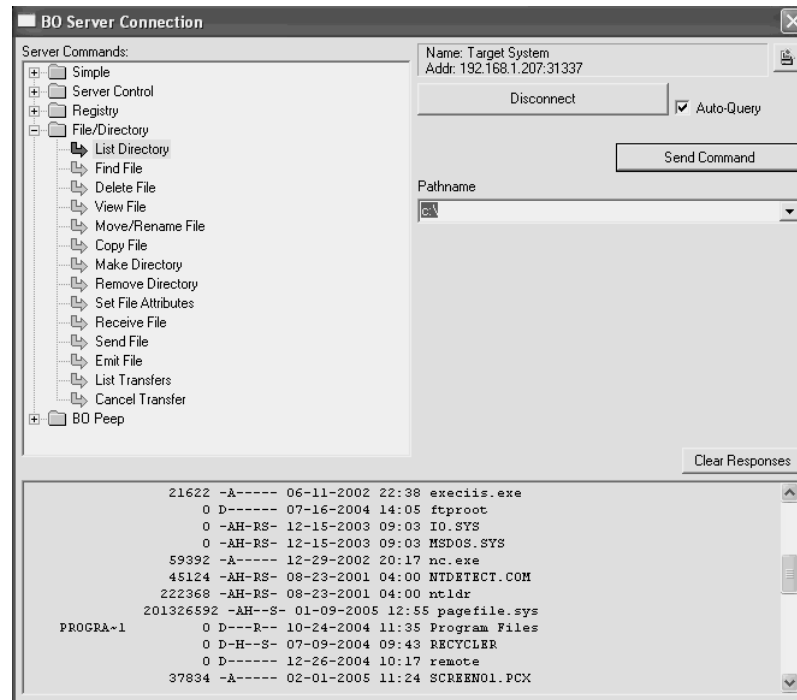 BO Server Connection
Server Commands:
Simple
Server Control
Registry
File/Directory
List Directory
Find File
Delete File
View File
Move/Rename File
Copy File
Make Directory
Remove Directory
Set File Attributes
Receive File
Send File
Emit File
List Transfers
Cancel Transfer
BO Peep
Name: Target System
Addr: 192.168.1.207:31337
Disconnect
Auto-Query
Send Command
Pathname
c:\
Clear Responses
21622 -A----- 06-11-2002 22:38 execiis.exe
0 D------ 07-16-2004 14:05 ftproot
0 -AH-RS- 12-15-2003 09:03 IO.SYS
0 -AH-RS- 12-15-2003 09:03 MSDOS.SYS
59392 -A----- 12-29-2002 20:17 nc.exe
45124 -AH-RS- 08-23-2001 04:00 NTDETECT.COM
222368 -AH-RS- 08-23-2001 04:00 ntldr
201326592 -AH--S- 01-09-2005 12:55 pagefile.sys
PROGRA~1 0 D---R-- 10-24-2004 11:35 Program Files
0 D-H--S- 07-09-2004 09:43 RECYCLER
0 D------ 12-26-2004 10:17 remote
37834 -A----- 02-01-2005 11:24 SCREEN01.PCX